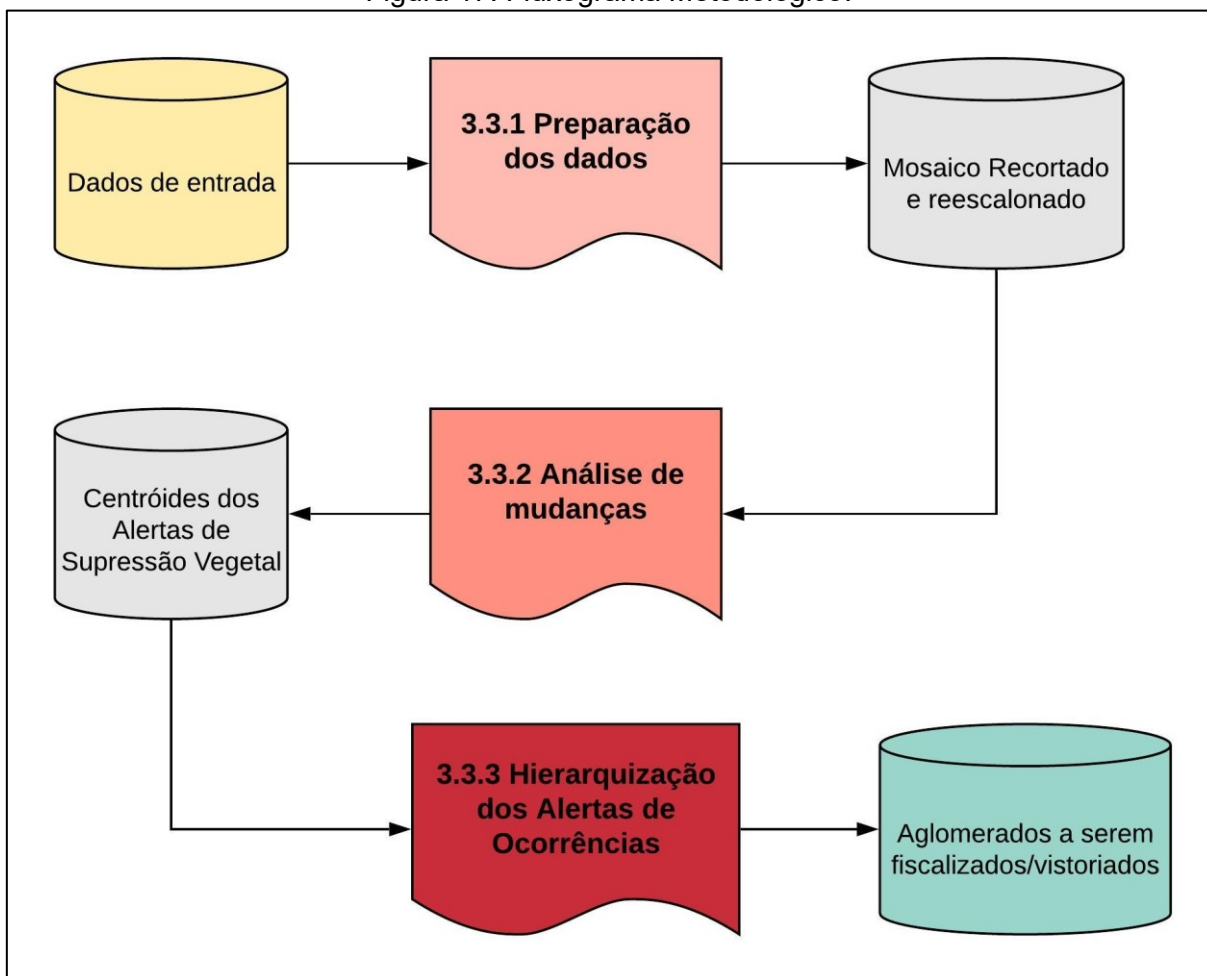 3.3.1 Preparação
dos dados
Dados de entrada
Mosaico Recortado
e reescalonado
3.3.2 Análise de
mudanças
Centróides dos
Alertas de
Supressão Vegetal
3.3.3 Hierarquização
dos Alertas de
Ocorrências
Aglomerados a serem
fiscalizados/vistoriados